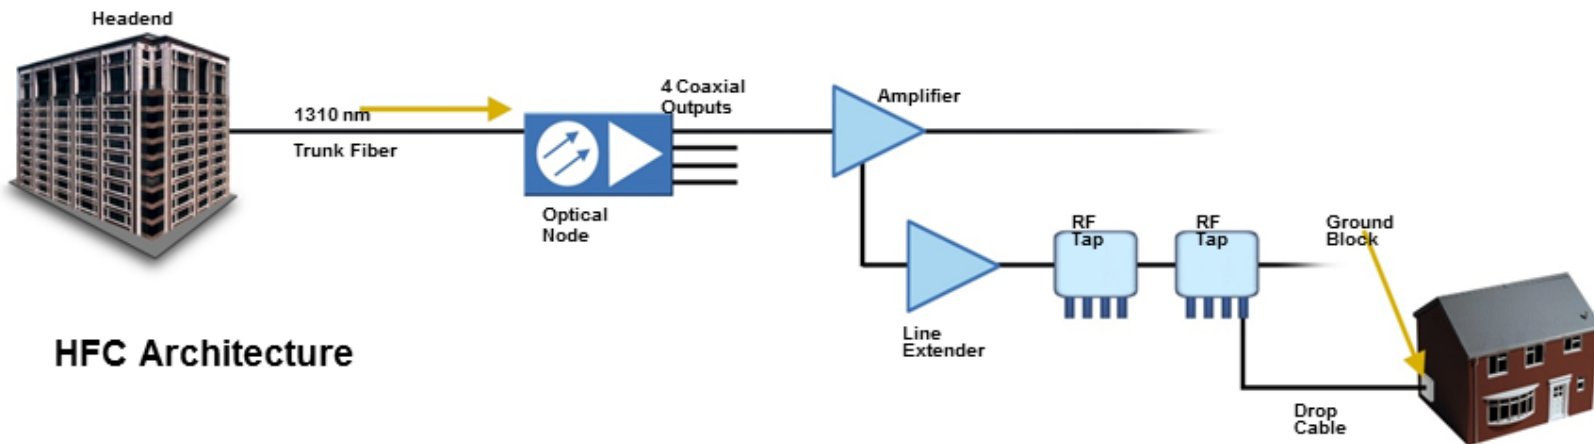 Headend
1310 nm
Trunk Fiber
4 Coaxial
Outputs
Optical
Node
Amplifier
Line
Extender
RF
Tap
RF
Tap
Ground
Block
Drop
Cable
HFC Architecture